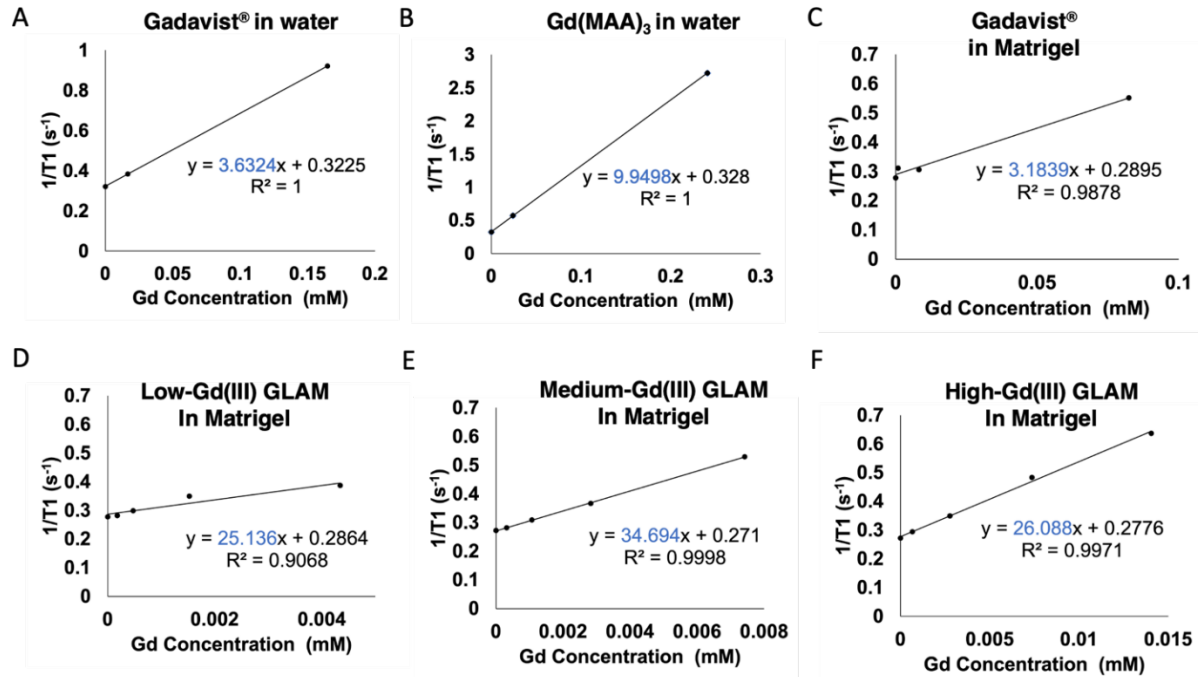 A
Gadavist® in water
1
0.8
0.6
0.4
0.2
0
1/T1 (s⁻¹)
y = 3.6324x + 0.3225
R² = 1
0 0.05 0.1 0.15 0.2
Gd Concentration (mM)
B
Gd(MAA)₃ in water
3
2.5
2
1.5
1
0.5
0
1/T1 (s⁻¹)
y = 9.9498x + 0.328
R² = 1
0 0.1 0.2 0.3
Gd Concentration (mM)
C
Gadavist®
in Matrigel
0.7
0.6
0.5
0.4
0.3
0.2
0.1
0
1/T1 (s⁻¹)
y = 3.1839x + 0.2895
R² = 0.9878
0 0.05 0.1
Gd Concentration (mM)
D
Low-Gd(III) GLAM
In Matrigel
0.7
0.6
0.5
0.4
0.3
0.2
0.1
0
1/T1 (s⁻¹)
y = 25.136x + 0.2864
R² = 0.9068
0 0.002 0.004
Gd Concentration (mM)
E
Medium-Gd(III) GLAM
In Matrigel
0.7
0.6
0.5
0.4
0.3
0.2
0.1
0
1/T1 (s⁻¹)
y = 34.694x + 0.271
R² = 0.9998
0 0.002 0.004 0.006 0.008
Gd Concentration (mM)
F
High-Gd(III) GLAM
In Matrigel
0.7
0.6
0.5
0.4
0.3
0.2
0.1
0
1/T1 (s⁻¹)
y = 26.088x + 0.2776
R² = 0.9971
0 0.005 0.01 0.015
Gd Concentration (mM)